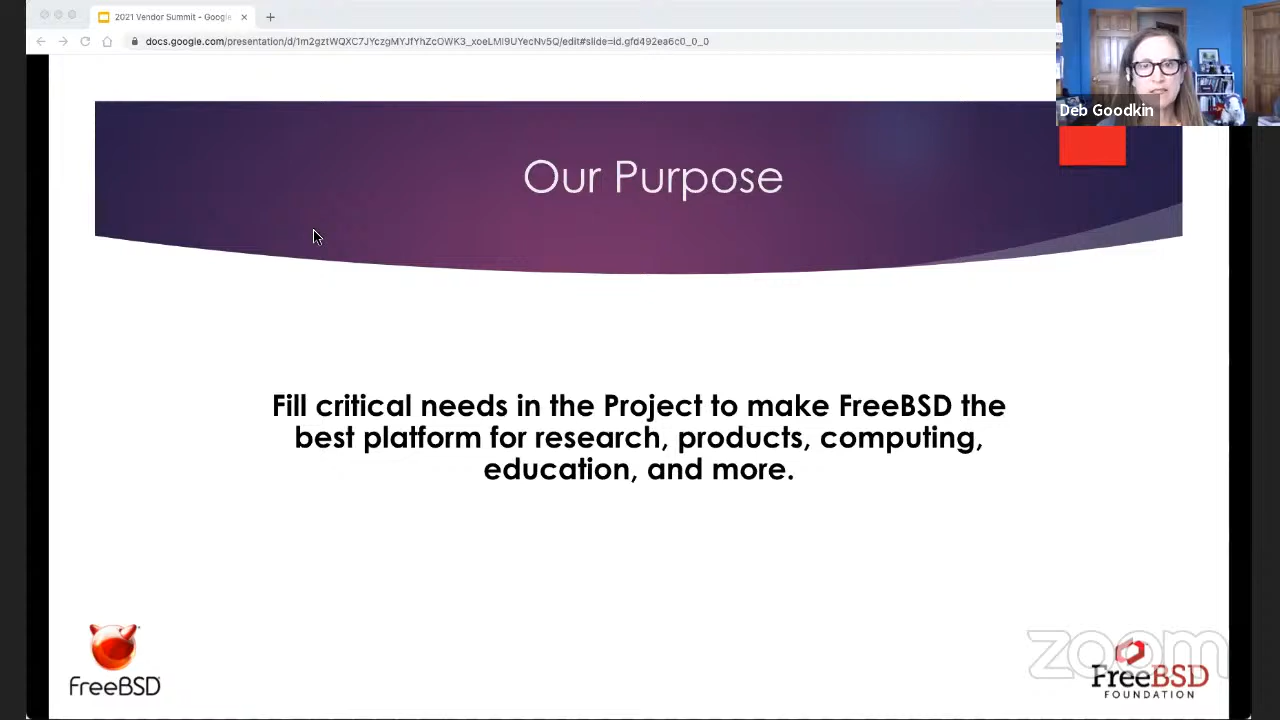 2021 Vendor Summit - Google
docs.google.com/presentation/d/1m2gztWQXC7JYczgMYJfYhZcOWK3_xoeLMI9UYecNv5Q/edit#slide=id.gfd492ea6c0_0_0
Deb Goodkin
Our Purpose
Fill critical needs in the Project to make FreeBSD the
best platform for research, products, computing,
education, and more.
FreeBSD
zoom
FreeBSD
FOUNDATION